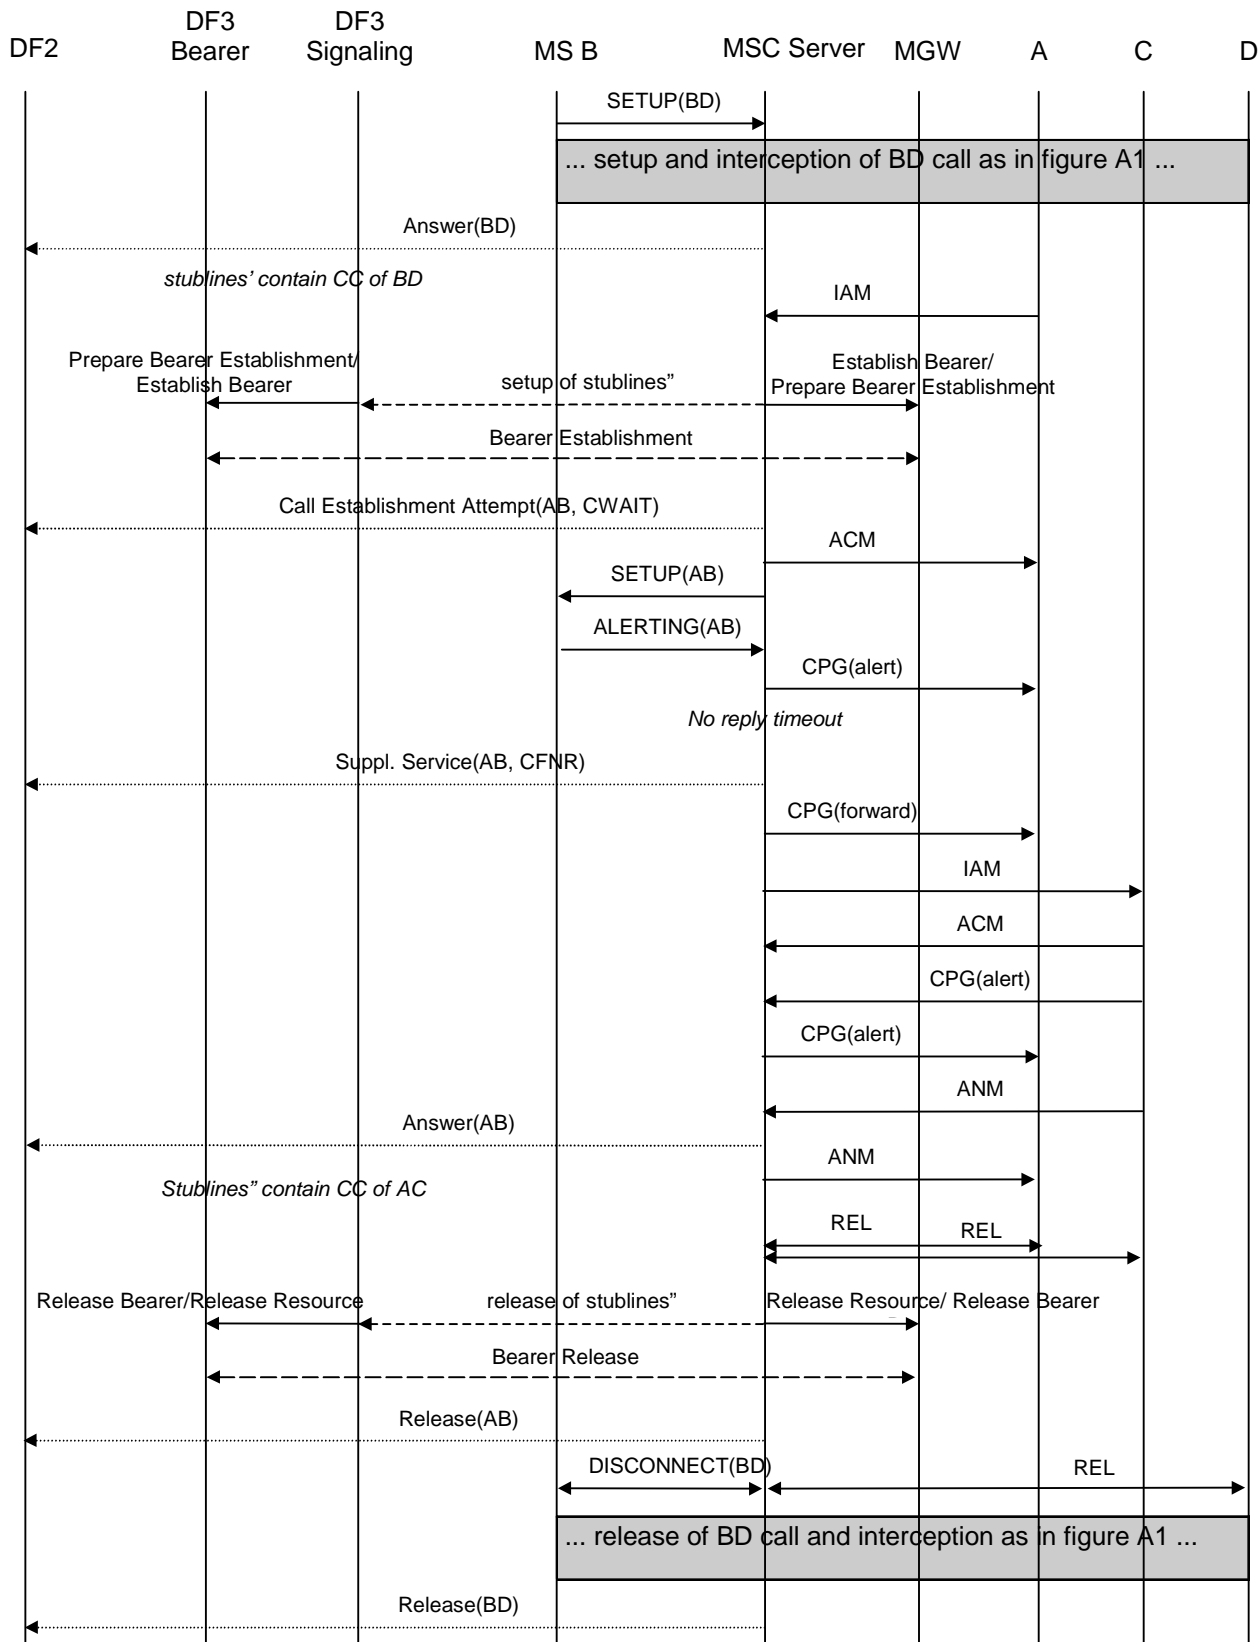 DF2
DF3
Bearer
DF3
Signaling
MS B
MSC Server
MGW
A
C
D
SETUP(BD)
... setup and interception of BD call as in figure A1 ...
Answer(BD)
stublines’ contain CC of BD
IAM
Prepare Bearer Establishment/
Establish Bearer
setup of stublines”
Establish Bearer/
Prepare Bearer Establishment
Bearer Establishment
Call Establishment Attempt(AB, CWAIT)
ACM
SETUP(AB)
ALERTING(AB)
CPG(alert)
No reply timeout
Suppl. Service(AB, CFNR)
CPG(forward)
IAM
ACM
CPG(alert)
CPG(alert)
ANM
Answer(AB)
ANM
Stublines” contain CC of AC
REL
REL
Release Bearer/Release Resource
release of stublines”
Release Resource/ Release Bearer
Bearer Release
Release(AB)
DISCONNECT(BD)
REL
... release of BD call and interception as in figure A1 ...
Release(BD)